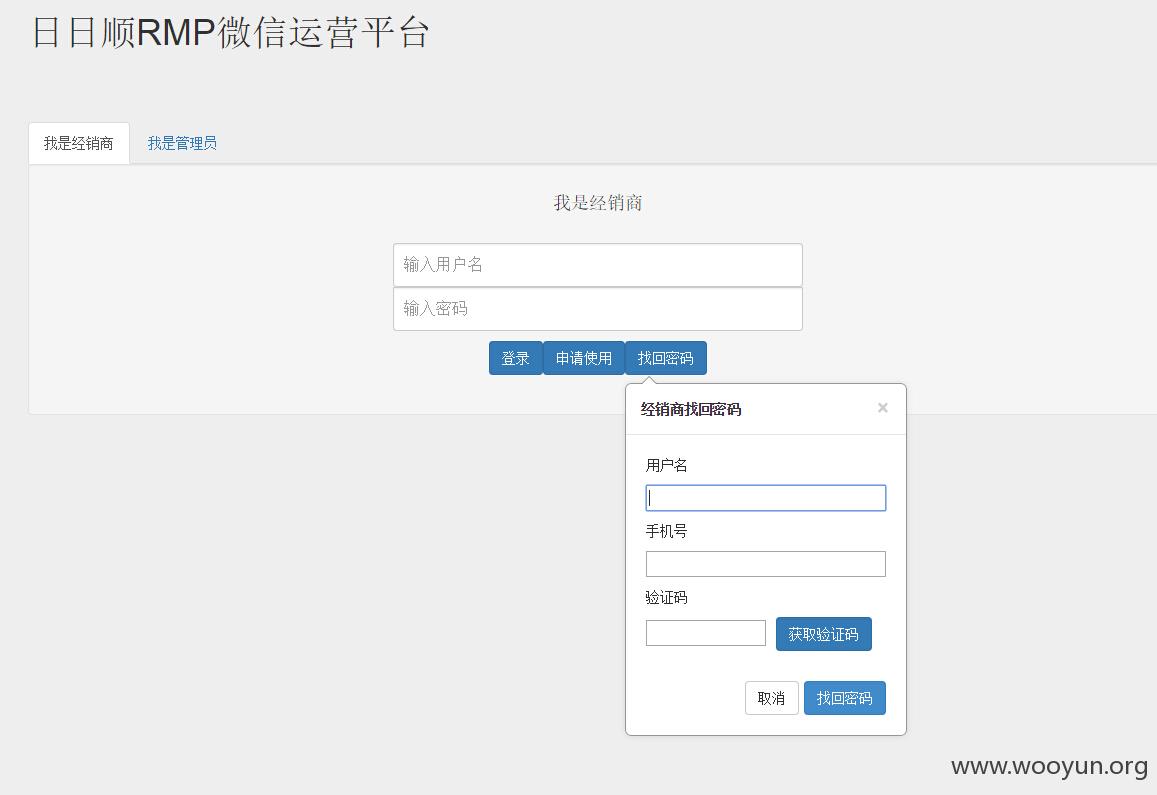 日日顺RMP微信运营平台
我是经销商 我是管理员
我是经销商
输入用户名
输入密码
登录 申请使用 找回密码
经销商找回密码 ×
用户名
手机号
验证码
获取验证码
取消 找回密码
www.wooyun.org